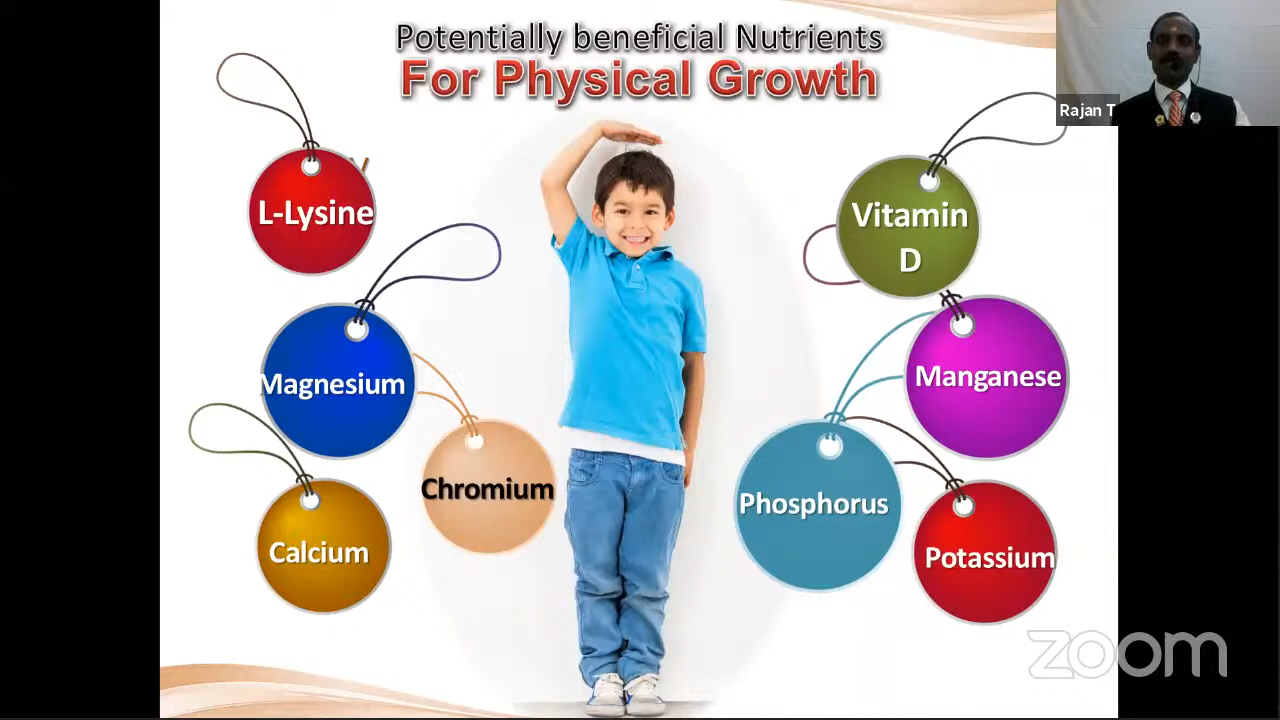 Potentially beneficial Nutrients
For Physical Growth
Rajan T
L-Lysine
Vitamin
D
Magnesium
Manganese
Chromium
Phosphorus
Calcium
Potassium
zoom